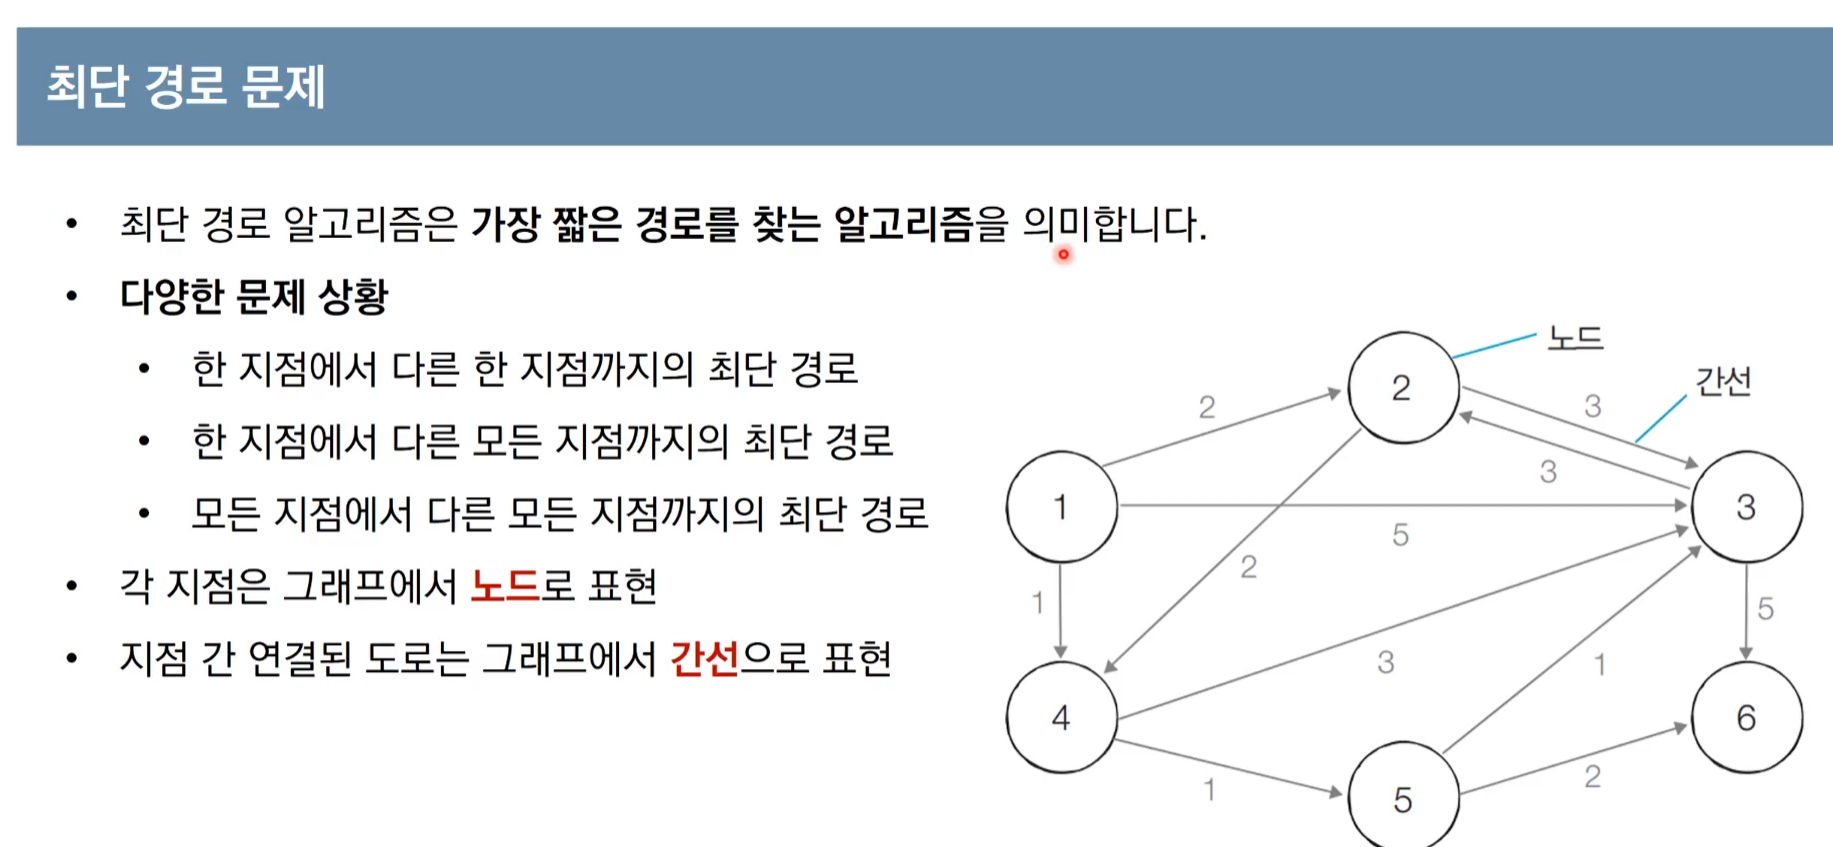 최단 경로 문제
• 최단 경로 알고리즘은 가장 짧은 경로를 찾는 알고리즘을 의미합니다.
• 다양한 문제 상황
• 한 지점에서 다른 한 지점까지의 최단 경로
• 한 지점에서 다른 모든 지점까지의 최단 경로
• 모든 지점에서 다른 모든 지점까지의 최단 경로
• 각 지점은 그래프에서 노드로 표현
• 지점 간 연결된 도로는 그래프에서 간선으로 표현
노드
간선
2
2
3
3
1
5
3
2
1
5
3
1
4
6
1
2
5